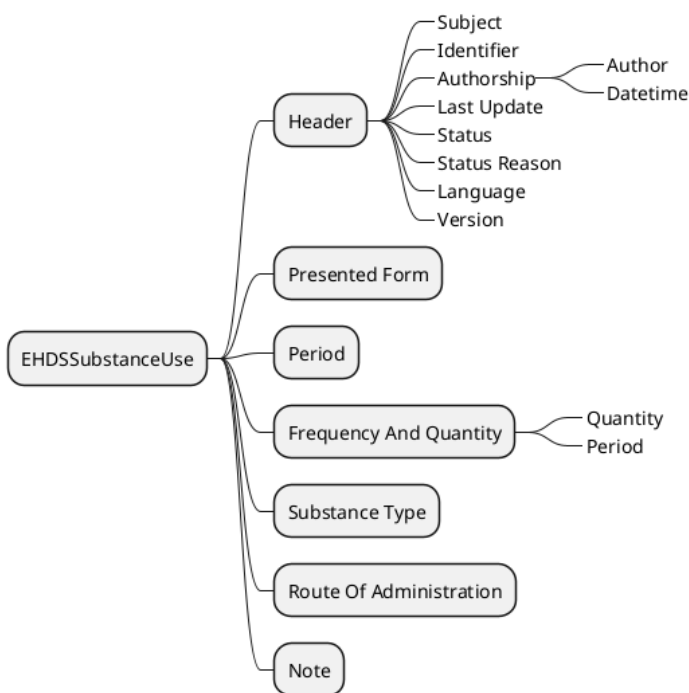 Subject
Identifier
Authorship
Author
Datetime
Last Update
Status
Status Reason
Language
Version
Header
Presented Form
Period
EHDSSubstanceUse
Frequency And Quantity
Quantity
Period
Substance Type
Route Of Administration
Note